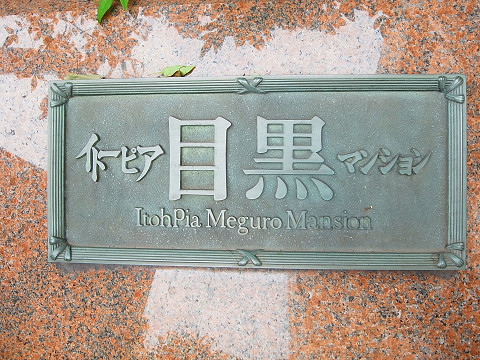 イトーピア目黒マンション
ItohPia Meguro Mansion